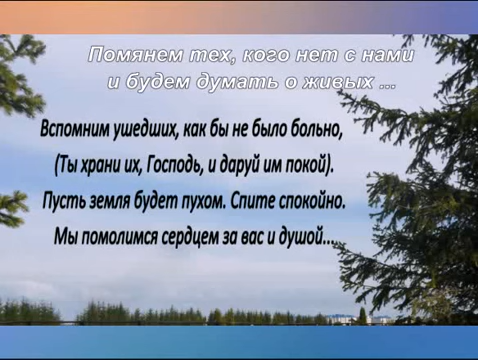 Помянем тех, кого нет с нами
и будем думать о живых ...
Вспомним ушедших, как бы не было больно,
(Ты храни их, Господь, и даруй им покой).
Пусть земля будет пухом. Спите спокойно.
Мы помолимся сердцем за вас и душой...